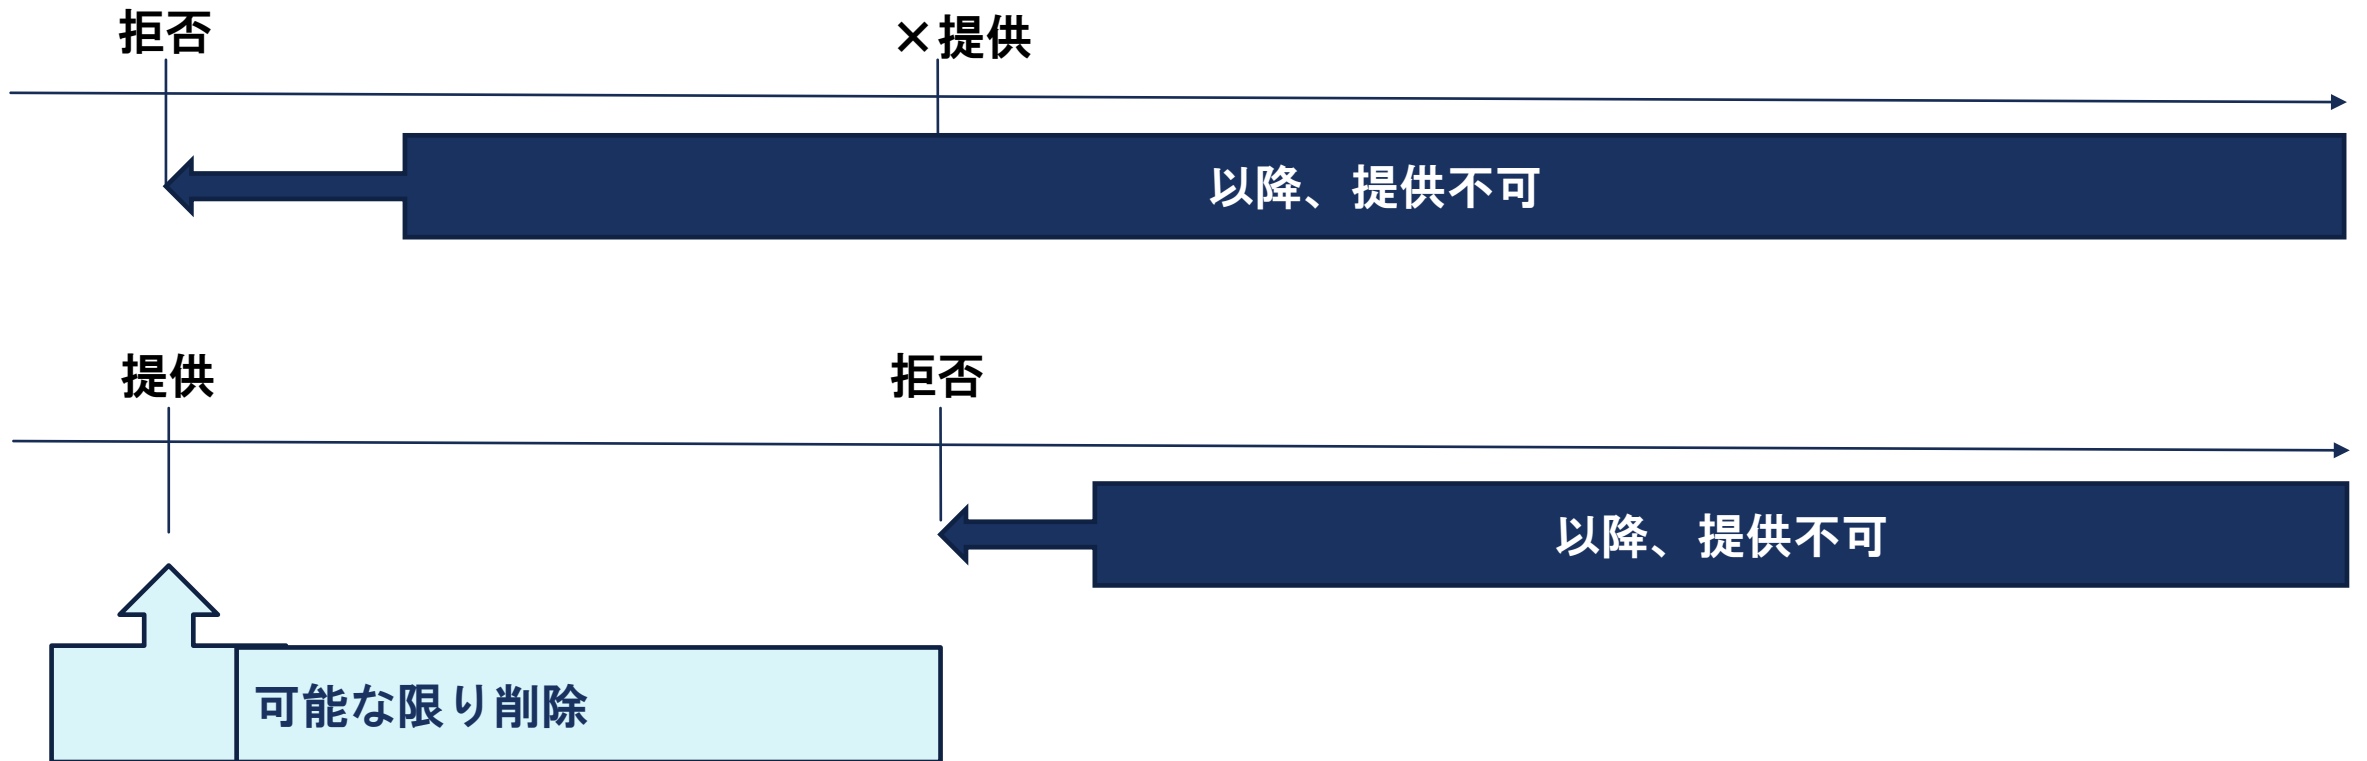 拒否
×提供
以降、提供不可
提供
拒否
以降、提供不可
可能な限り削除